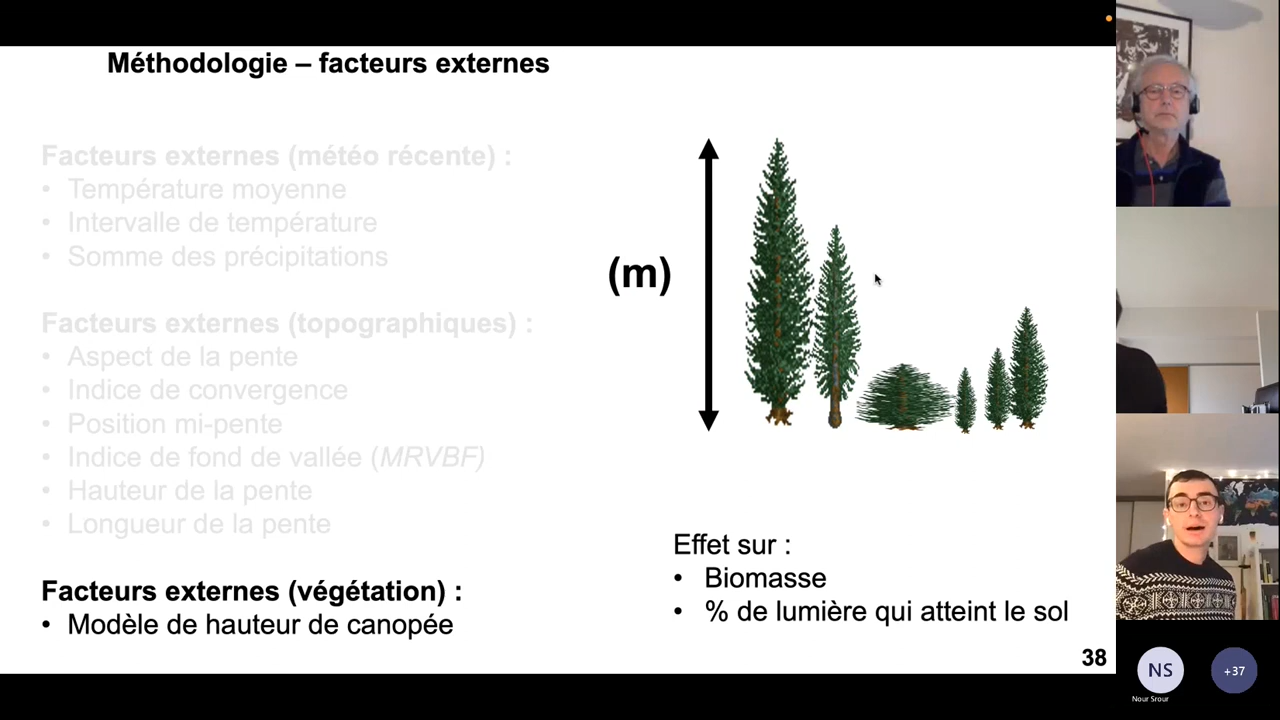 Méthodologie – facteurs externes
Facteurs externes (météo récente) :
• Température moyenne
• Intervalle de température
• Somme des précipitations
Facteurs externes (topographiques) :
• Aspect de la pente
• Indice de convergence
• Position mi-pente
• Indice de fond de vallée (MRVBF)
• Hauteur de la pente
• Longueur de la pente
Facteurs externes (végétation) :
• Modèle de hauteur de canopée
(m)
Effet sur :
• Biomasse
• % de lumière qui atteint le sol
38
NS
Nour Srour
+37